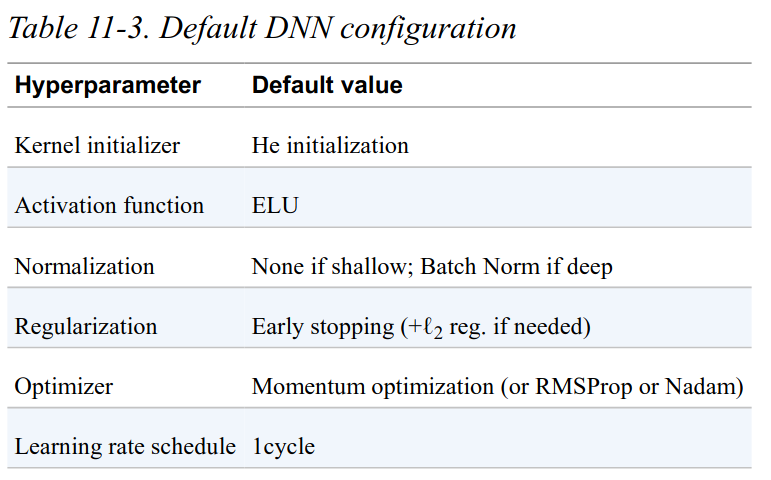 Table 11-3. Default DNN configuration
Hyperparameter Default value
Kernel initializer He initialization
Activation function ELU
Normalization None if shallow; Batch Norm if deep
Regularization Early stopping (+ℓ₂ reg. if needed)
Optimizer Momentum optimization (or RMSProp or Nadam)
Learning rate schedule 1cycle